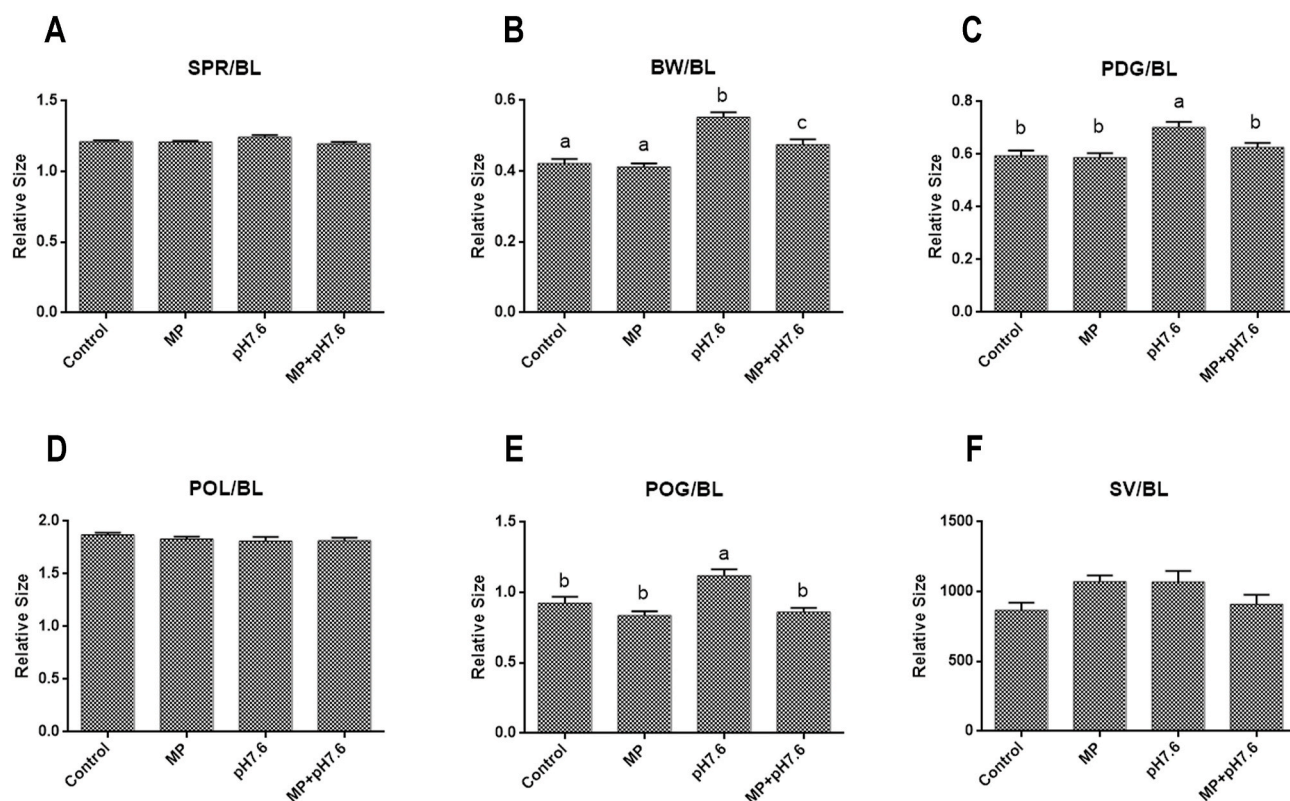 A
SPR/BL
Relative Size
1.5
1.0
0.5
0.0
Control
MP
pH7.6
MP+pH7.6
B
BW/BL
Relative Size
0.6
0.4
0.2
0.0
a
a
b
c
Control
MP
pH7.6
MP+pH7.6
C
PDG/BL
Relative Size
0.8
0.6
0.4
0.2
0.0
b
b
a
b
Control
MP
pH7.6
MP+pH7.6
D
POL/BL
Relative Size
2.0
1.5
1.0
0.5
0.0
Control
MP
pH7.6
MP+pH7.6
E
POG/BL
Relative Size
1.5
1.0
0.5
0.0
b
b
a
b
Control
MP
pH7.6
MP+pH7.6
F
SV/BL
Relative Size
1500
1000
500
0
Control
MP
pH7.6
MP+pH7.6